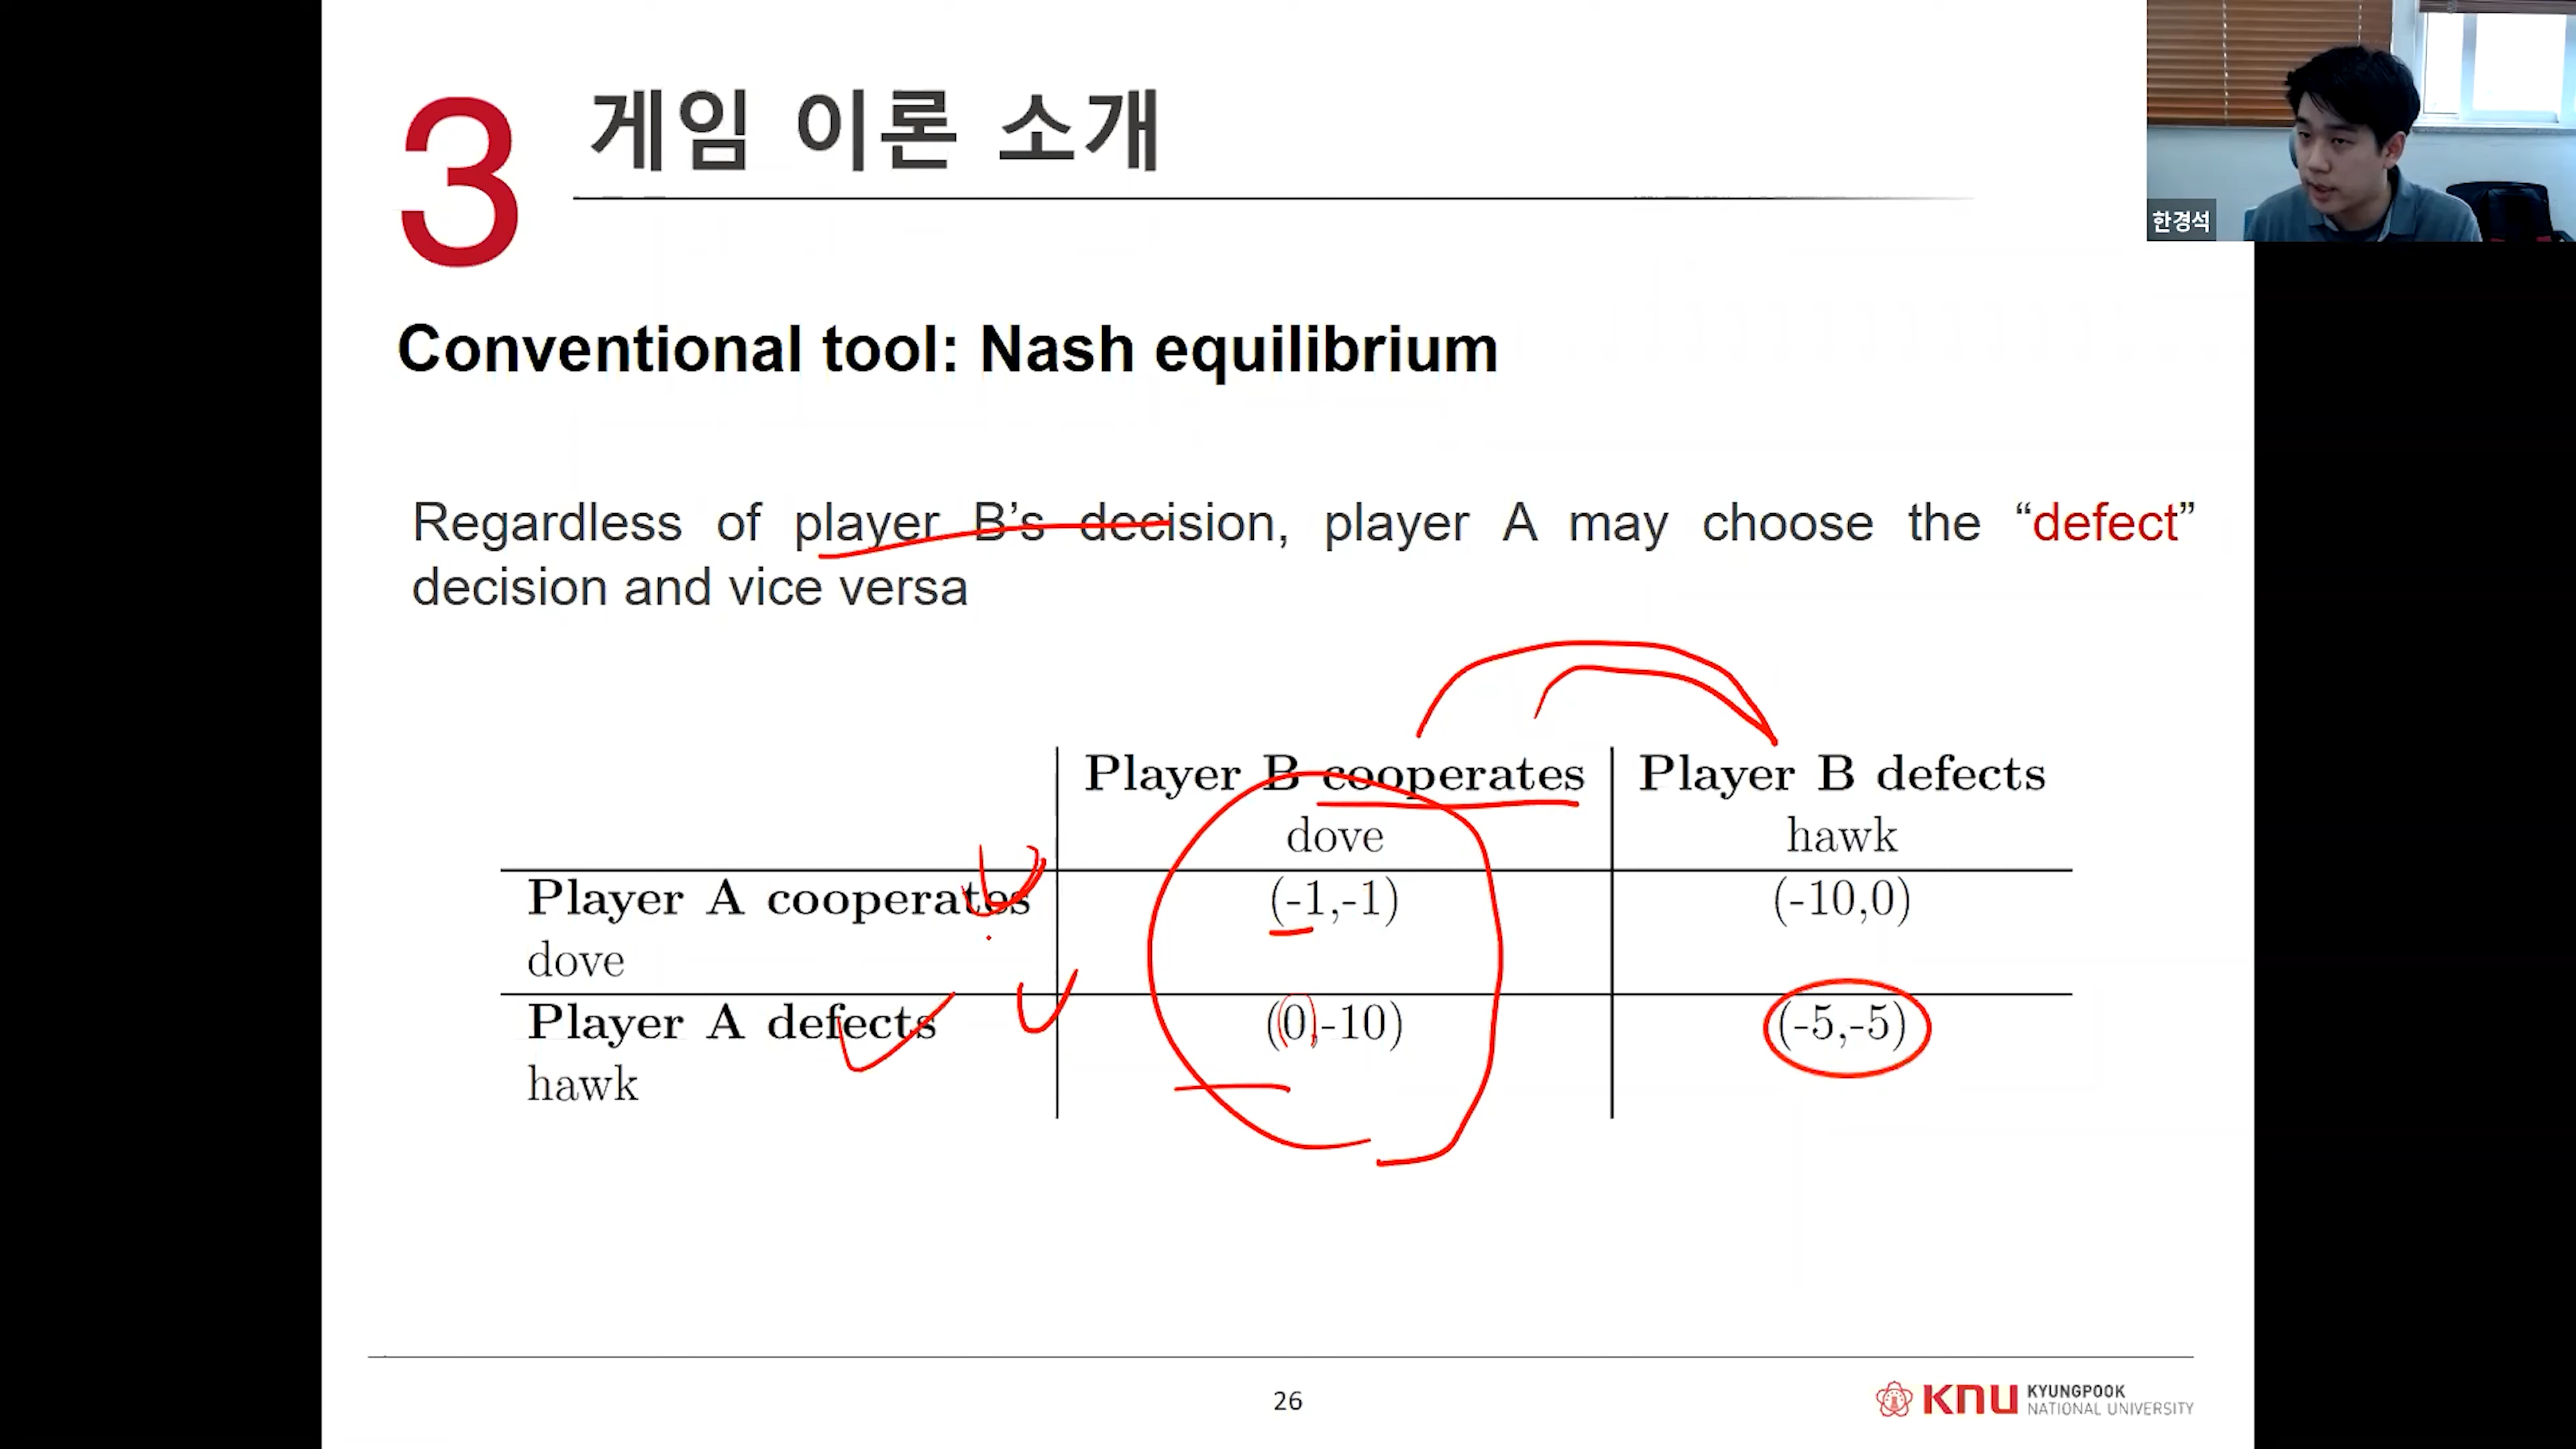 3
게임 이론 소개
한경석
Conventional tool: Nash equilibrium
Regardless of player B's decision, player A may choose the “defect”
decision and vice versa
Player B cooperates Player B defects
dove hawk
Player A cooperates (-1,-1) (-10,0)
dove
Player A defects (0,-10) (-5,-5)
hawk
26
KNU KYUNGPOOK
NATIONAL UNIVERSITY